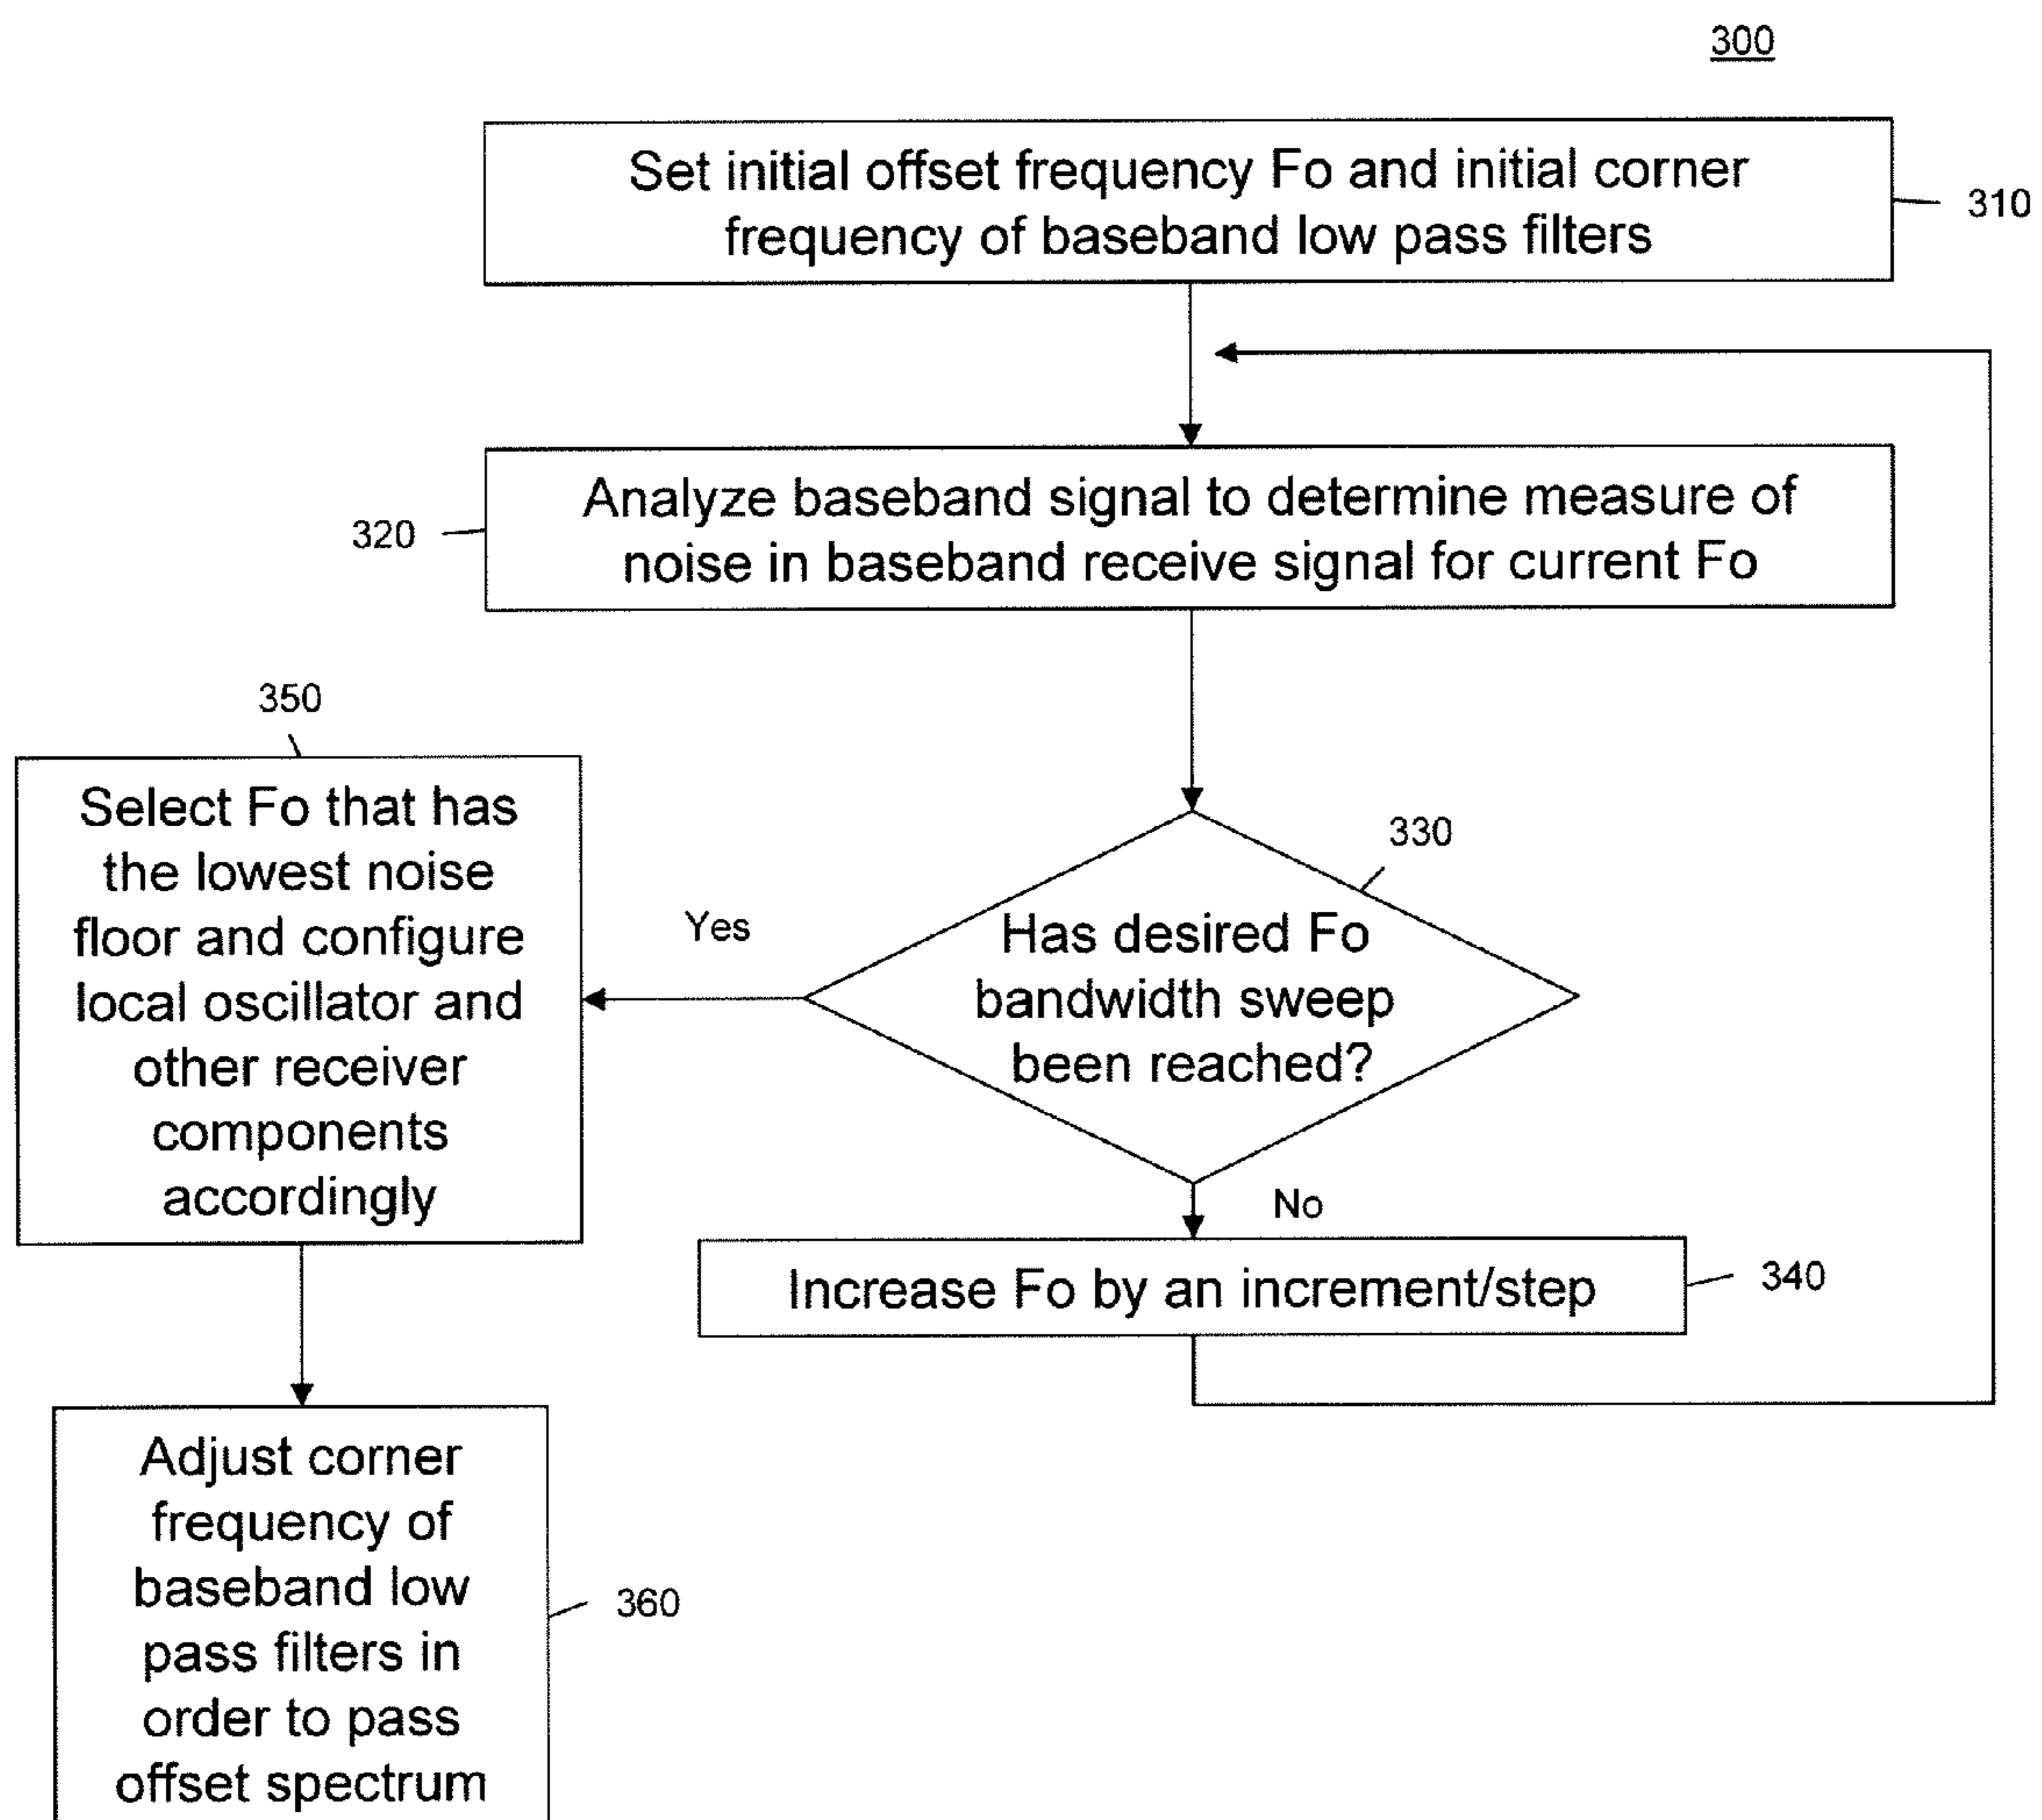 300
Set initial offset frequency Fo and initial corner
frequency of baseband low pass filters
310
Analyze baseband signal to determine measure of
noise in baseband receive signal for current Fo
320
350
Select Fo that has
the lowest noise
floor and configure
local oscillator and
other receiver
components
accordingly
Yes
330
Has desired Fo
bandwidth sweep
been reached?
No
Increase Fo by an increment/step
340
Adjust corner
frequency of
baseband low
pass filters in
order to pass
offset spectrum
360